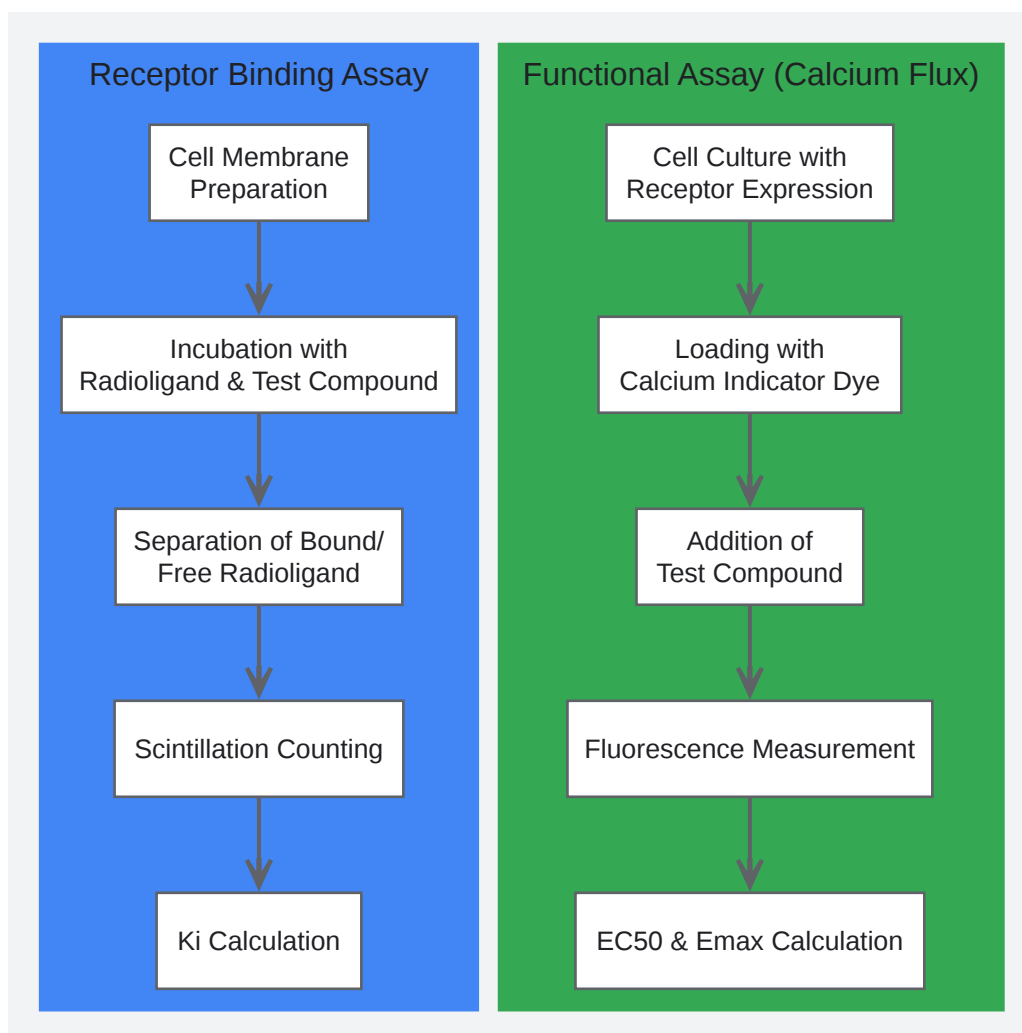 Receptor Binding Assay
Cell Membrane
Preparation
Incubation with
Radioligand & Test Compound
Separation of Bound/
Free Radioligand
Scintillation Counting
Ki Calculation
Functional Assay (Calcium Flux)
Cell Culture with
Receptor Expression
Loading with
Calcium Indicator Dye
Addition of
Test Compound
Fluorescence Measurement
EC50 & Emax Calculation